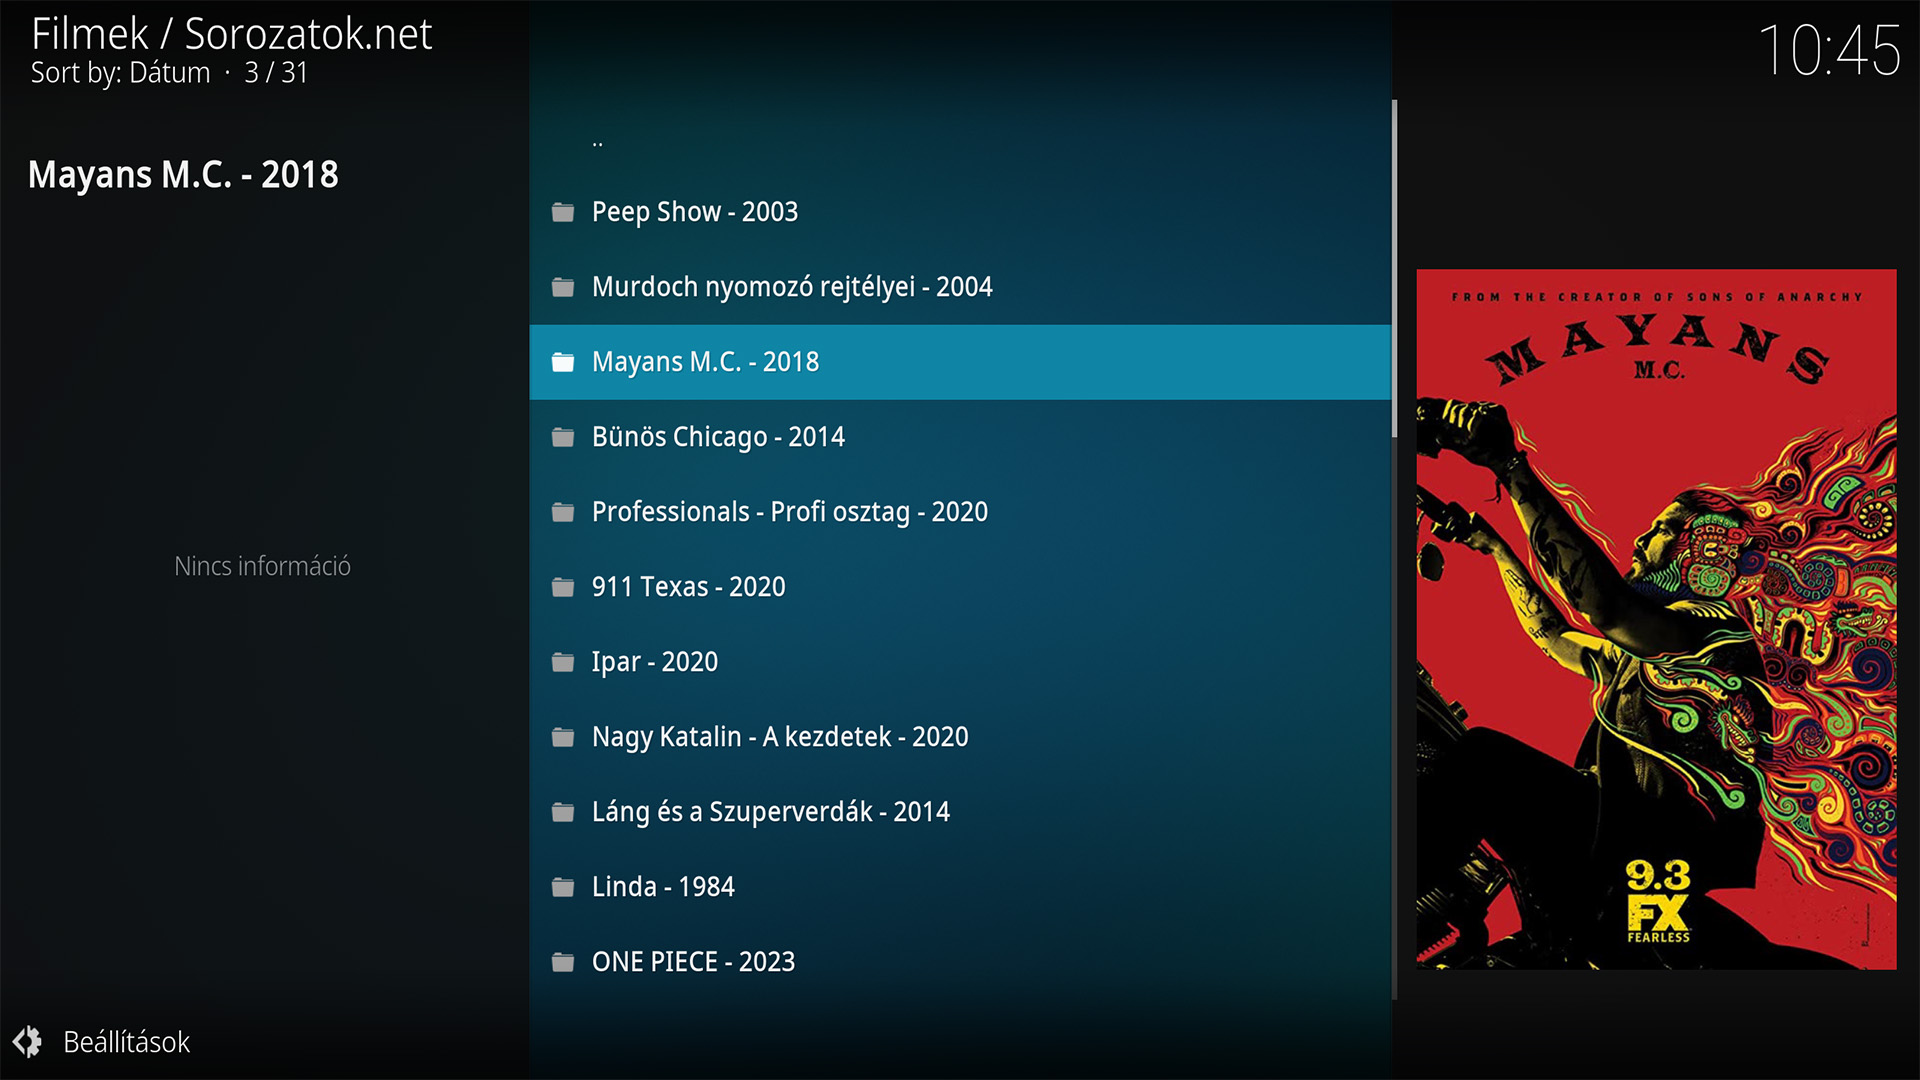 Filmek / Sorozatok.net
Sort by: Dátum · 3 / 31
10:45
Mayans M.C. - 2018
Nincs információ
..
Peep Show - 2003
Murdoch nyomozó rejtélyei - 2004
Mayans M.C. - 2018
Bünös Chicago - 2014
Professionals - Profi osztag - 2020
911 Texas - 2020
Ipar - 2020
Nagy Katalin - A kezdetek - 2020
Láng és a Szuperverdák - 2014
Linda - 1984
ONE PIECE - 2023
FROM THE CREATOR OF SONS OF ANARCHY
MAYANS
M.C.
9.3
FX
FEARLESS
Beállítások